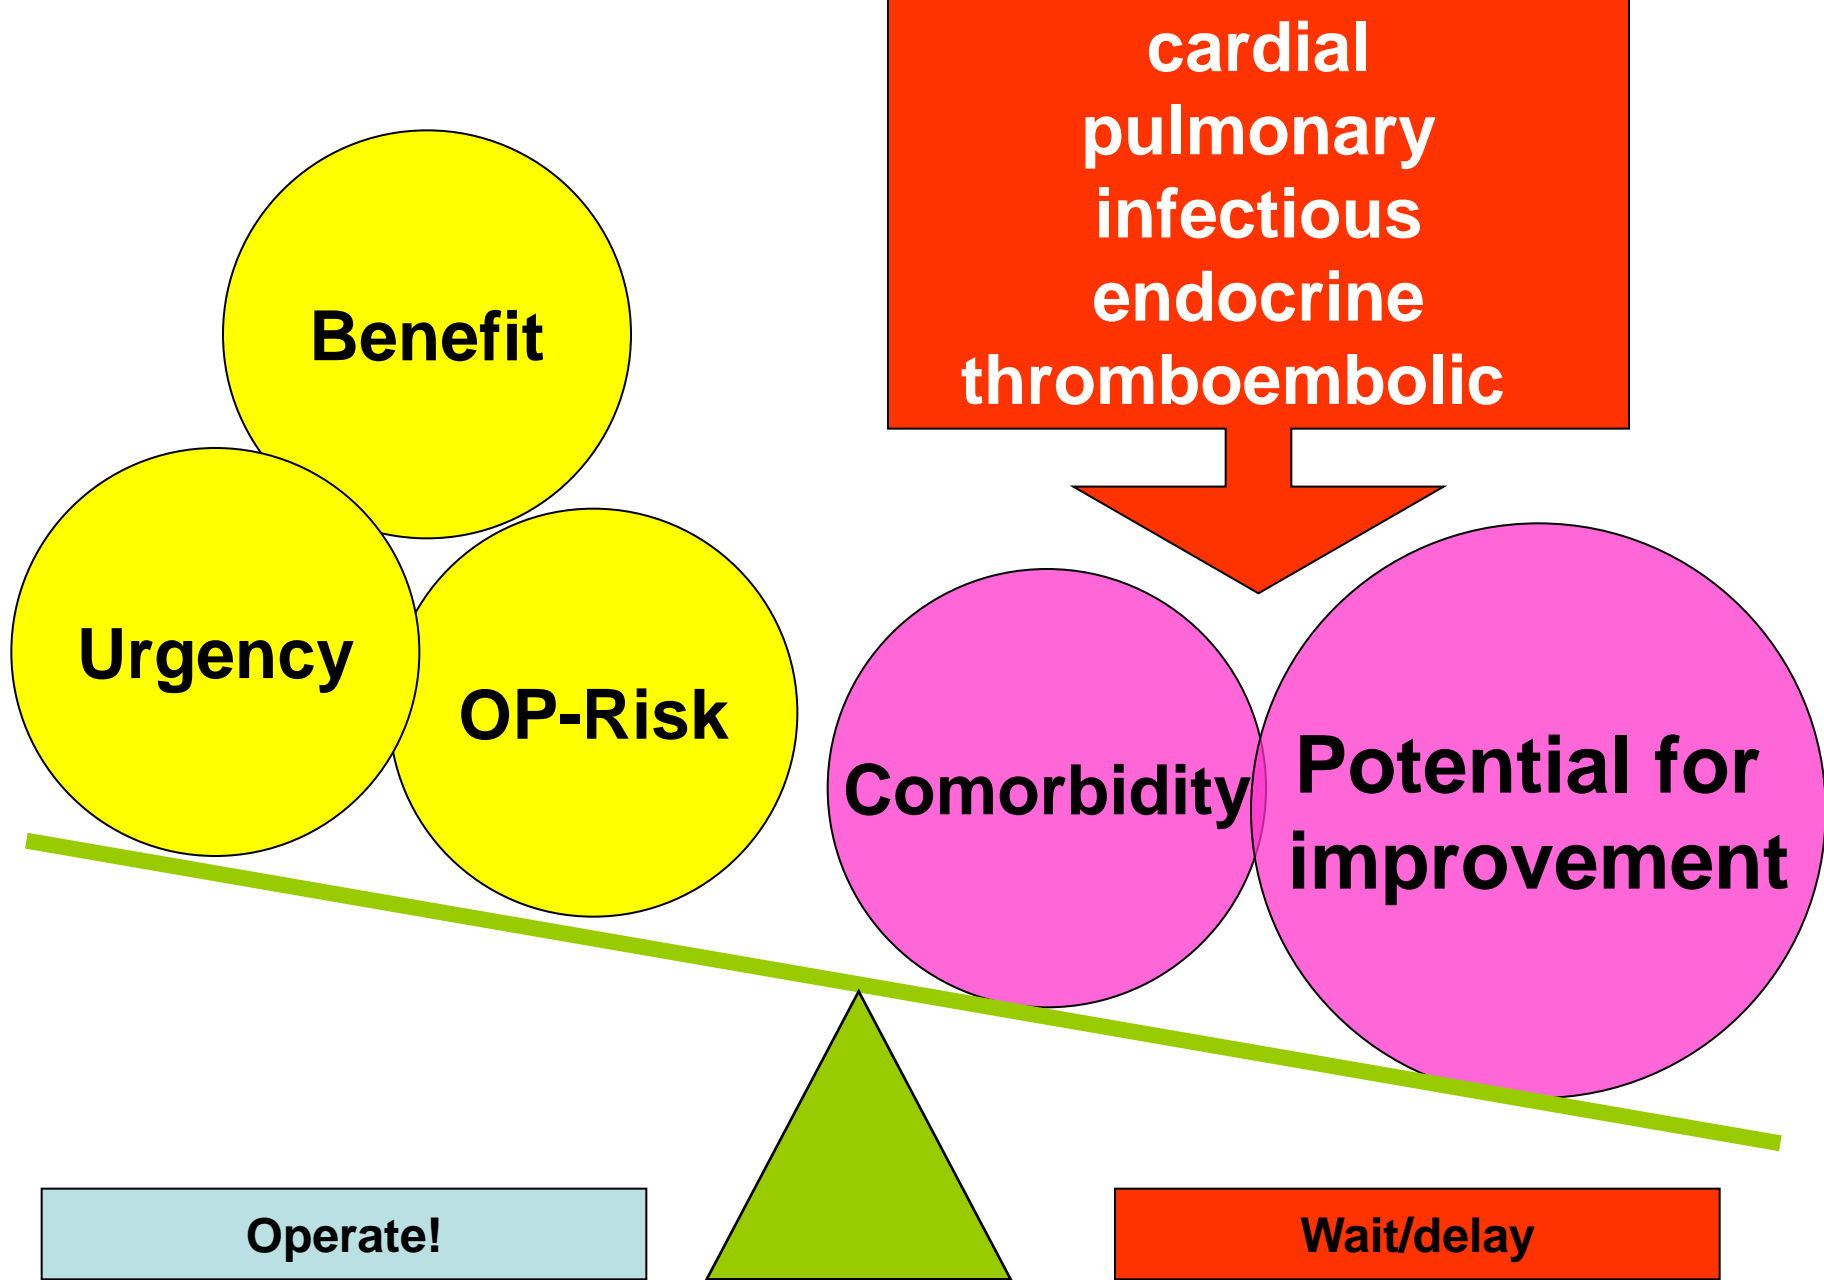 cardial
pulmonary
infectious
endocrine
thromboembolic
Benefit
Urgency
OP-Risk
Comorbidity
Potential for
improvement
Operate!
Wait/delay